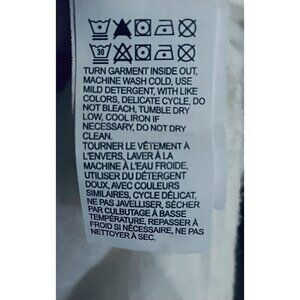 30
TURN GARMENT INSIDE OUT,
MACHINE WASH COLD, USE
MILD DETERGENT, WITH LIKE
COLORS, DELICATE CYCLE, DO
NOT BLEACH, TUMBLE DRY
LOW, COOL IRON IF
NECESSARY, DO NOT DRY
CLEAN.
TOURNER LE VÊTEMENT À
L'ENVERS, LAVER À LA
MACHINE À L'EAU FROIDE,
UTILISER DU DÉTERGENT
DOUX, AVEC COULEURS
SIMILAIRES, CYCLE DÉLICAT,
NE PAS JAVELLISER, SÉCHER
PAR CULBUTAGE À BASSE
TEMPÉRATURE, REPASSER À
FROID SI NÉCESSAIRE, NE PAS
NETTOYER À SEC.